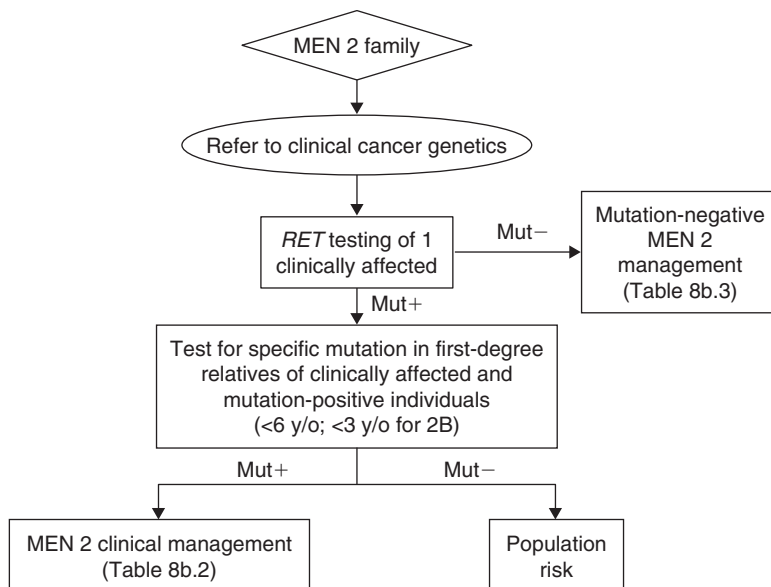 MEN 2 family
Refer to clinical cancer genetics
RET testing of 1
clinically affected
Mut−
Mutation-negative
MEN 2
management
(Table 8b.3)
Mut+
Test for specific mutation in first-degree
relatives of clinically affected and
mutation-positive individuals
(<6 y/o; <3 y/o for 2B)
Mut+
Mut−
MEN 2 clinical management
(Table 8b.2)
Population
risk